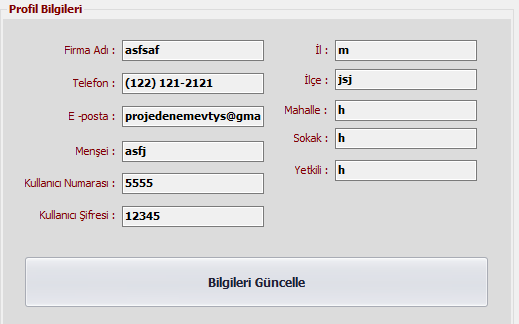 Profil Bilgileri
Firma Adı : asfsaf
Telefon : (122) 121-2121
E -posta : projedenemevtys@gma
Menşei : asfj
Kullanıcı Numarası : 5555
Kullanıcı Şifresi : 12345
İl : m
İlçe : jsj
Mahalle : h
Sokak : h
Yetkili : h
Bilgileri Güncelle